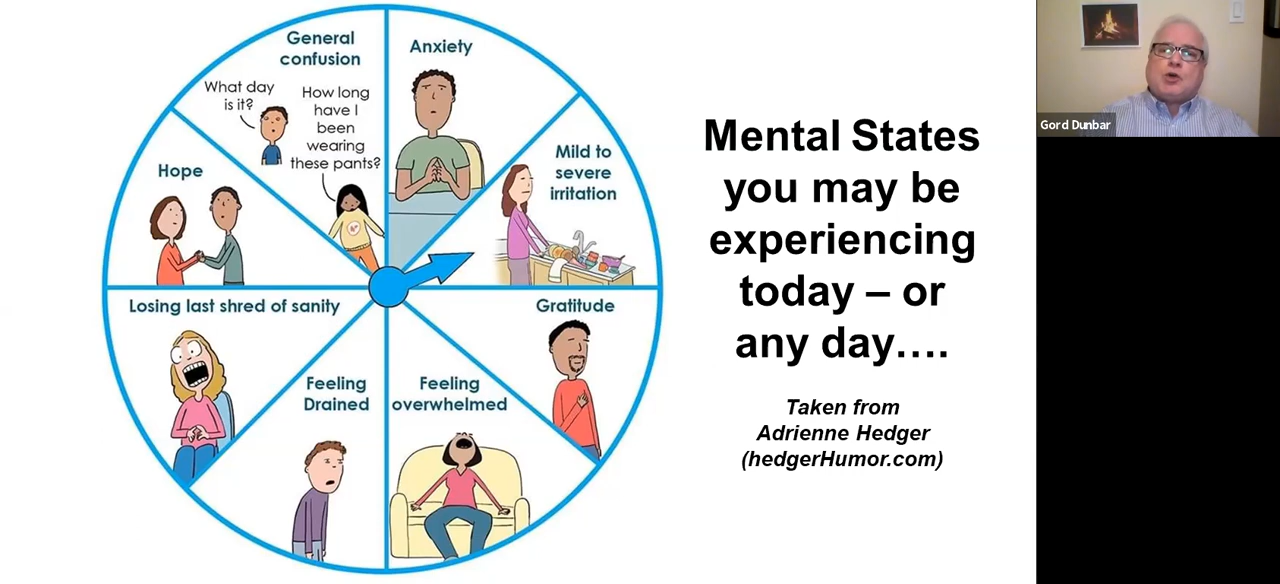 General
confusion
What day
is it?
How long
have I
been
wearing
these pants?
Anxiety
Mild to
severe
irritation
Hope
Losing last shred of sanity
Gratitude
Feeling
Drained
Feeling
overwhelmed
Mental States
you may be
experiencing
today – or
any day….
Taken from
Adrienne Hedger
(hedgerHumor.com)
Gord Dunbar